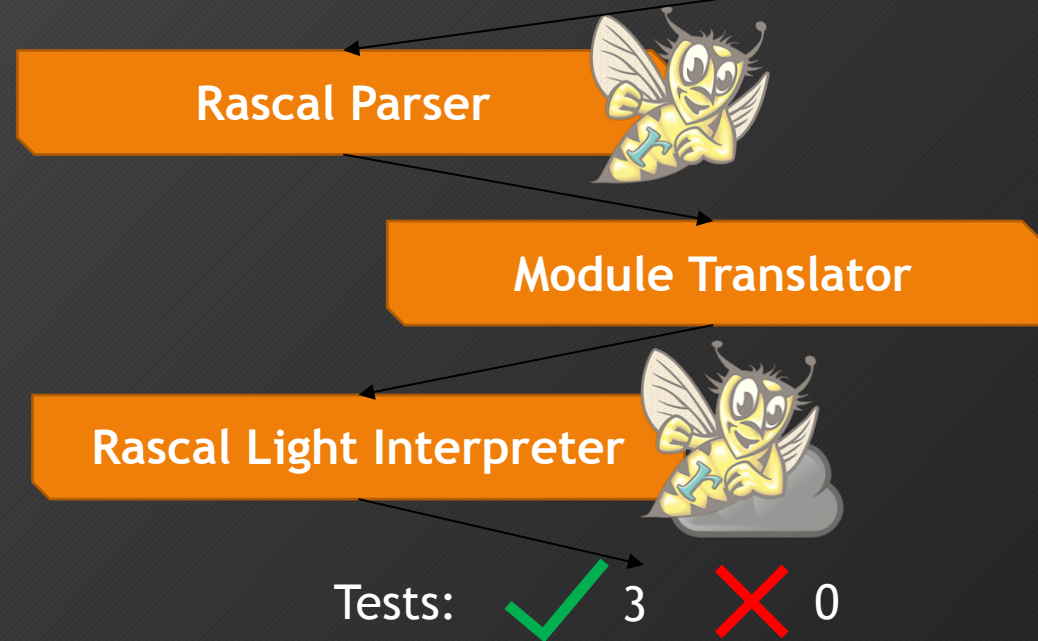 Rascal Parser
r
Module Translator
Rascal Light Interpreter
r
Tests: 3 0